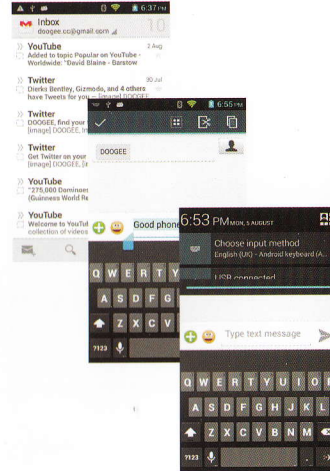 6:37 PM
Inbox
doogee.cc@gmail.com
10
YouTube
2 Aug
Added to topic Popular on YouTube -
Worldwide: "David Blaine - Barstow
Twitter
30 Jul
Dierks Bentley, Gizmodo, and 4 others
have Tweets for you
Twitter
DOOGEE, find your
[image] DOOGEE,
Twitter
Get Twitter on your
[image] DOOGEE,
YouTube
"275,000 Dominoes
(Guinness World Re
YouTube
Welcome to YouTub
collection of videos
6:55 PM
DOOGEE
Good phone
Q W E R T Y
A S D F G
Z X C V
?123
6:53 PM MON, 5 AUGUST
Choose input method
English (UK) - Android keyboard (A...
USB connected
Type text message
Q W E R T Y U I O
A S D F G H J K L
Z X C V B N M
?123 .